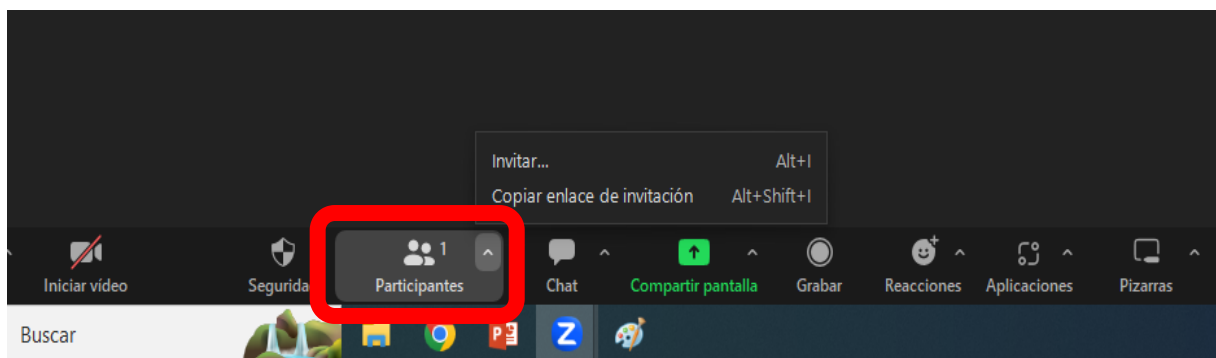 Invitar... Alt+I
Copiar enlace de invitación Alt+Shift+I
1
Iniciar vídeo Segurida Participantes Chat Compartir pantalla Grabar Reacciones Aplicaciones Pizarras
Buscar P Z